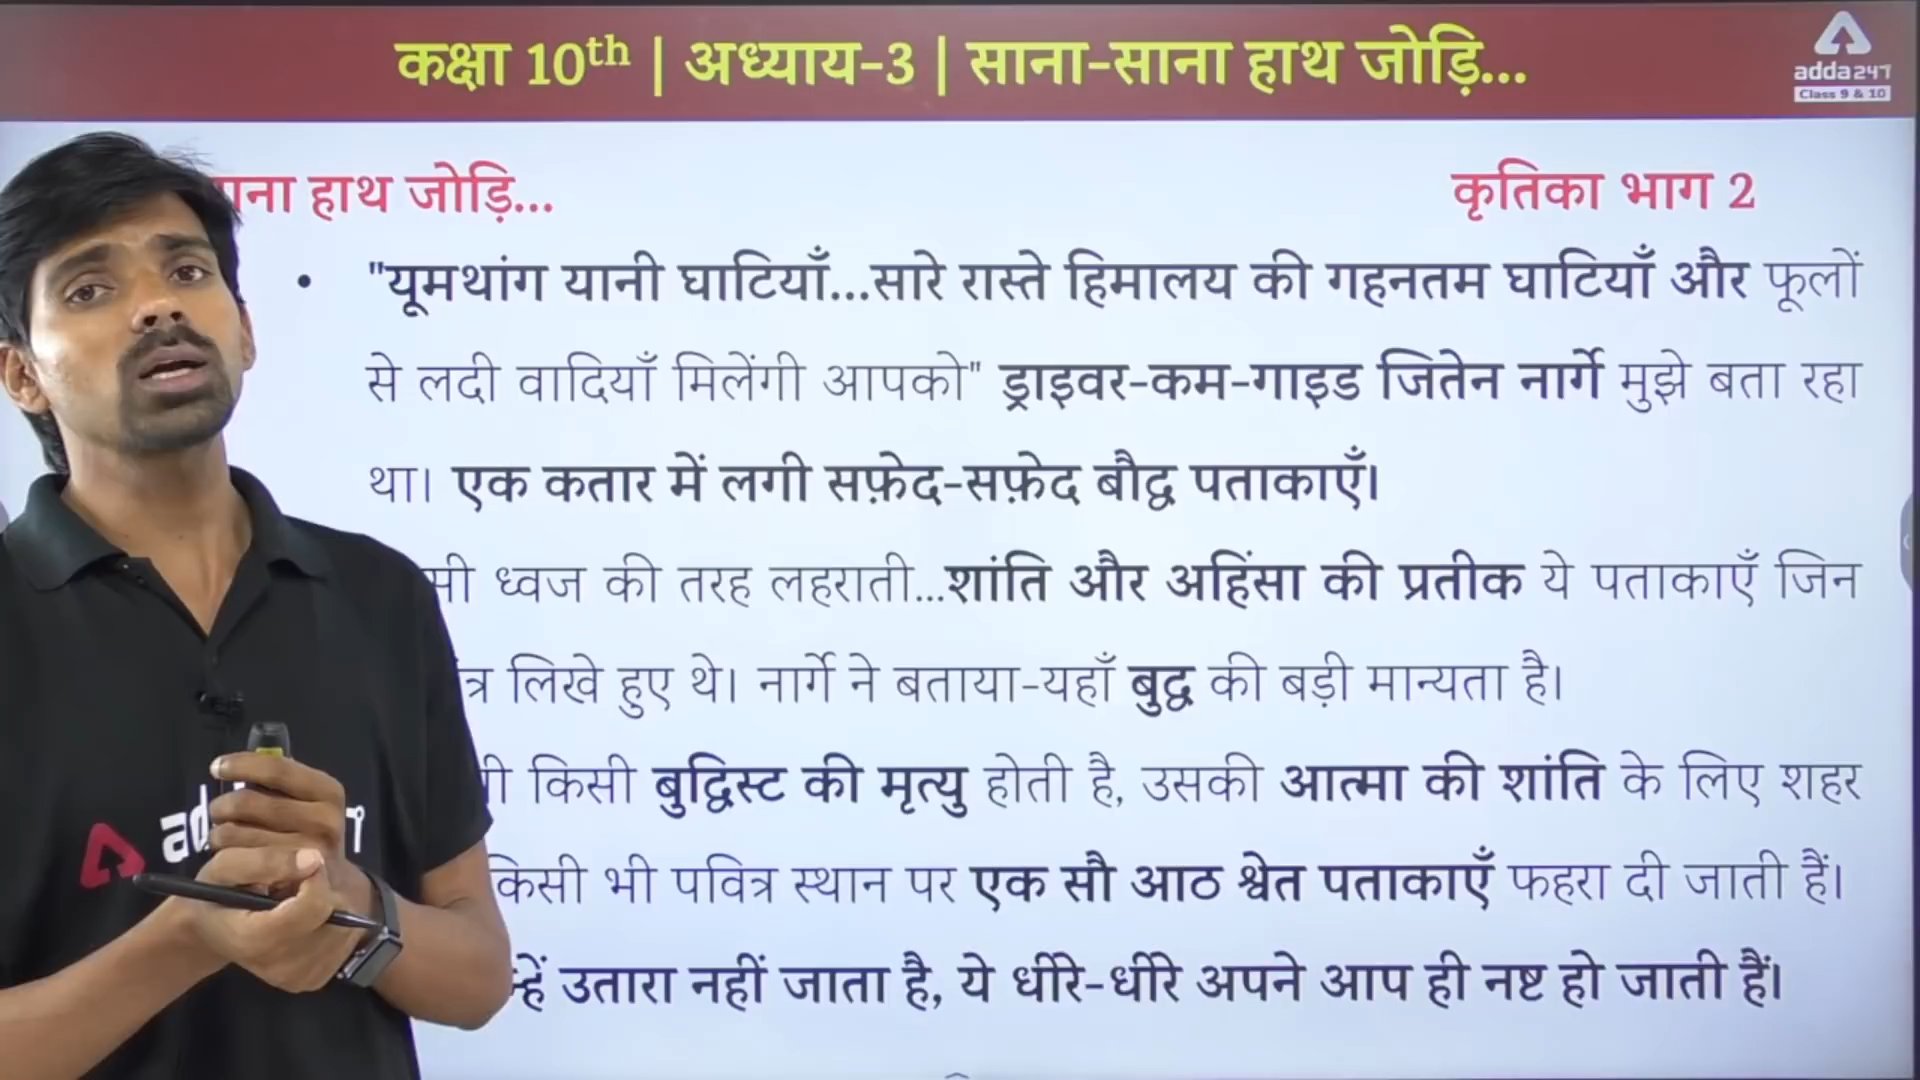 कक्षा 10th | अध्याय-3 | साना-साना हाथ जोड़ि...
adda247
Class 9 & 10
हाथ जोड़ि...
कृतिका भाग 2
• "यूमथांग यानी घाटियाँ...सारे रास्ते हिमालय की गहनतम घाटियाँ और फूलों
से लदी वादियाँ मिलेंगी आपको" ड्राइवर-कम-गाइड जितेन नार्गे मुझे बता रहा
था। एक कतार में लगी सफ़ेद-सफ़ेद बौद्ध पताकाएँ।
ध्वज की तरह लहराती...शांति और अहिंसा की प्रतीक ये पताकाएँ जिन
लिखे हुए थे। नार्गे ने बताया-यहाँ बुद्ध की बड़ी मान्यता है।
किसी बुद्धिस्ट की मृत्यु होती है, उसकी आत्मा की शांति के लिए शहर
किसी भी पवित्र स्थान पर एक सौ आठ श्वेत पताकाएँ फहरा दी जाती हैं।
उतारा नहीं जाता है, ये धीरे-धीरे अपने आप ही नष्ट हो जाती हैं।